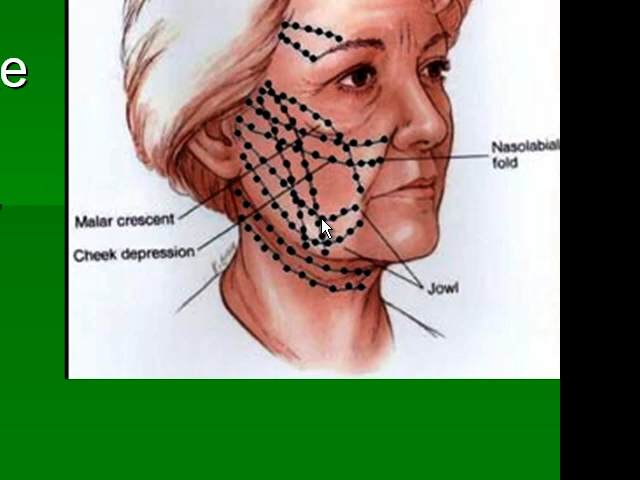 e
Nasolabial
fold
Malar crescent
Cheek depression
Jowl